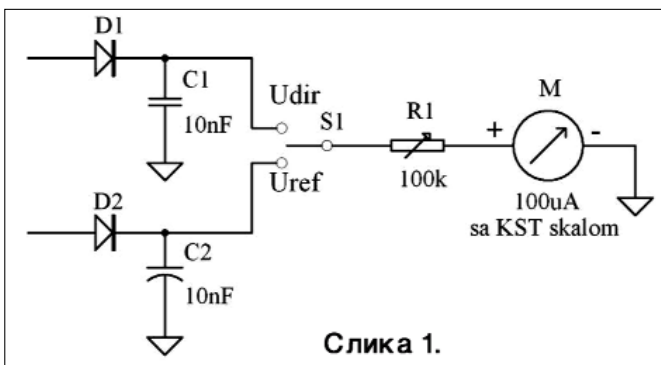 D1
C1
10nF
Udir
S1
R1
100k
M
+
-
100uA
sa KST skalom
Uref
D2
C2
10nF
Слика 1.